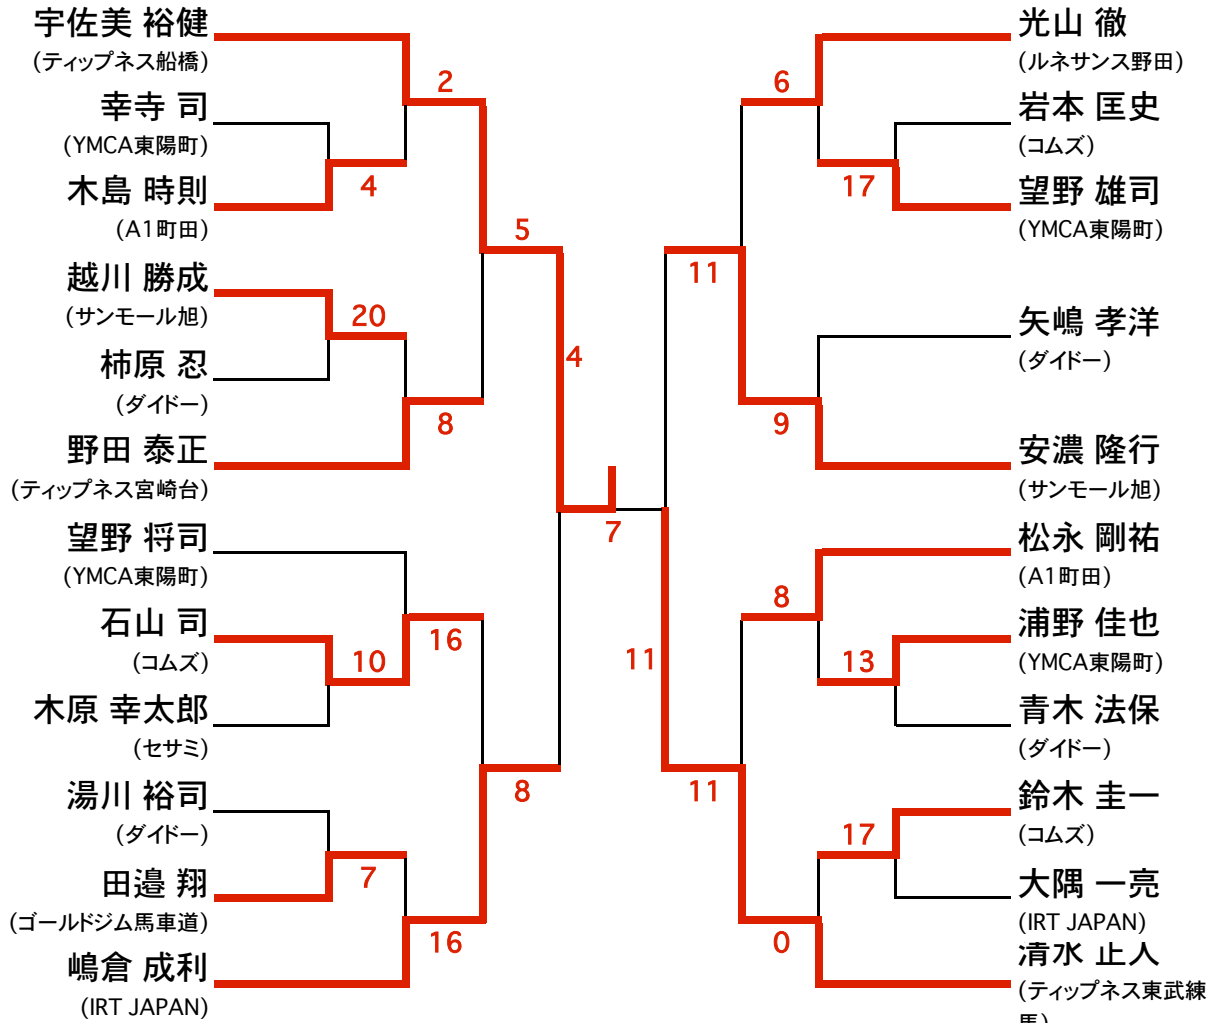 宇佐美 裕健
(ティップネス船橋)
幸寺 司
(YMCA東陽町)
木島 時則
(A1町田)
越川 勝成
(サンモール旭)
柿原 忍
(ダイドー)
野田 泰正
(ティップネス宮崎台)
望野 将司
(YMCA東陽町)
石山 司
(コムズ)
木原 幸太郎
(セサミ)
湯川 裕司
(ダイドー)
田邉 翔
(ゴールドジム馬車道)
嶋倉 成利
(IRT JAPAN)
2
4
20
8
5
10
16
7
16
8
4
7
11
6
17
11
9
8
13
11
17
0
光山 徹
(ルネサンス野田)
岩本 匡史
(コムズ)
望野 雄司
(YMCA東陽町)
矢嶋 孝洋
(ダイドー)
安濃 隆行
(サンモール旭)
松永 剛祐
(A1町田)
浦野 佳也
(YMCA東陽町)
青木 法保
(ダイドー)
鈴木 圭一
(コムズ)
大隅 一亮
(IRT JAPAN)
清水 正人
(ティップネス東武練
馬)